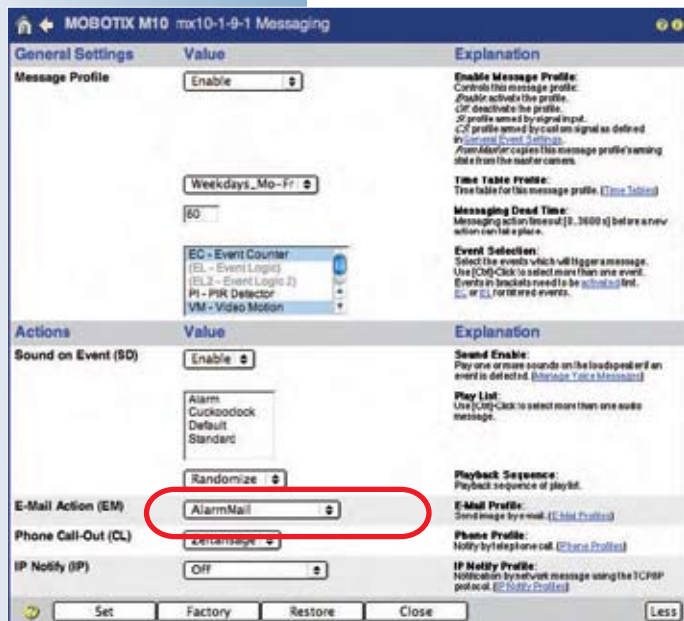 MOBOTIX M10 mx10-1-9-1 Messaging
General Settings Value Explanation
Message Profile
Enable
Enable Message Profile:
Controls this message profile:
Enable: activate the profile.
Off: deactivate the profile.
SI: profile armed by signal input.
CS: profile armed by custom signal as defined
in General Event Settings.
From Master: copies this message profile's arming
state from the master camera.
Weekdays_Mo-Fr
Time Table Profile:
Time table for this message profile. (Time Tables)
60
Messaging Dead Time:
Messaging action timeout [0..3600 s] before a new
action can take place.
EC - Event Counter
(EL - Event Logic)
(EL2 - Event Logic 2)
PI - PIR Detector
VM - Video Motion
Event Selection:
Select the events which will trigger a message.
Use [Ctrl]-Click to select more than one event.
Events in brackets need to be activated first.
EC or EL for filtered events.
Actions Value Explanation
Sound on Event (SD)
Enable
Sound Enable:
Play one or more sounds on the loudspeaker if an
event is detected. (Manage Voice Messages)
Alarm
Cuckooclock
Default
Standard
Play List:
Use [Ctrl]-Click to select more than one audio
message.
Randomize
Playback Sequence:
Playback sequence of playlist.
E-Mail Action (EM)
AlarmMail
E-Mail Profile:
Send image by e-mail. (E-Mail Profiles)
Phone Call-Out (CL)
Zeitansage
Phone Profile:
Notify by telephone call. (Phone Profiles)
IP Notify (IP)
Off
IP Notify Profile:
Notification by network message using the TCP/IP
protocol. (IP Notify Profiles)
Set Factory Restore Close Less